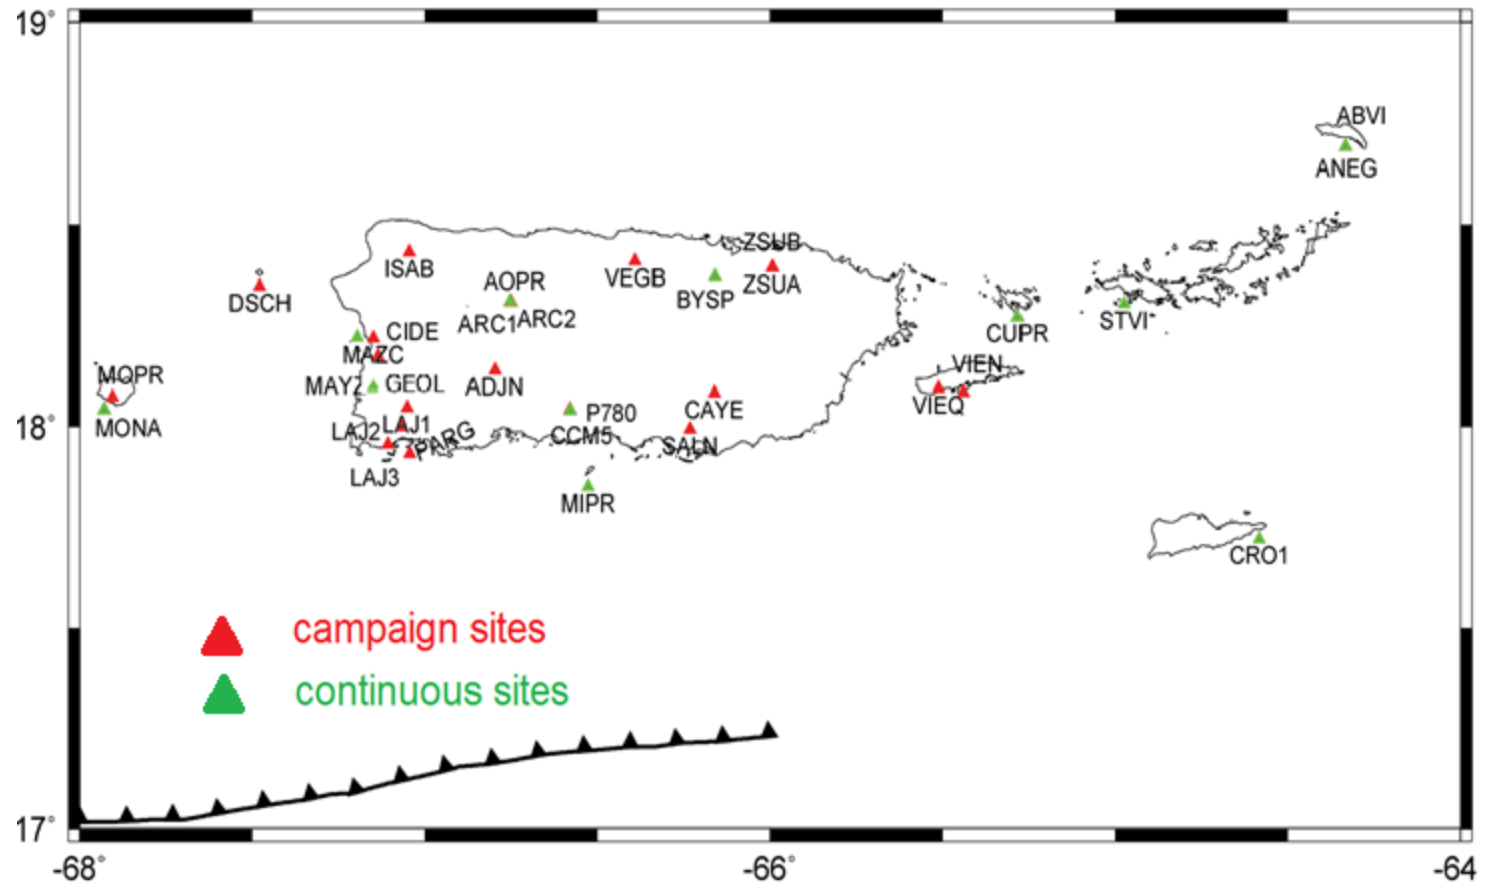 19°
ABVI
ANEG
ZSUB
ISAB
VEGB
ZSUA
AOPR
BYSP
DSCH
ARC1
ARC2
STVI
CIDE
CUPR
MAZC
VIEN
MOPR
MAYZ
GEOL
ADJN
VIEQ
CAYE
P780
18°
MONA
LAJ1
LAJ2
CCM5
PARG
SALN
LAJ3
MIPR
CRO1
campaign sites
continuous sites
17°
-68°
-66°
-64